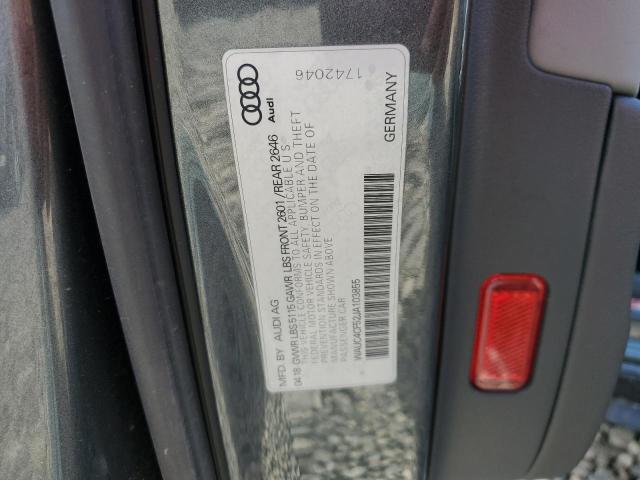 Audi
1742046
MFD. BY AUDI AG
04.18 GVWR LBS 5115 GAWR LBS FRONT 2601 / REAR 2646
THIS VEHICLE CONFORMS TO ALL APPLICABLE U S
FEDERAL MOTOR VEHICLE SAFETY, BUMPER AND THEFT
PREVENTION STANDARDS IN EFFECT ON THE DATE OF
MANUFACTURE SHOWN ABOVE
PASSENGER CAR
WAUC4CF52JA103855
GERMANY